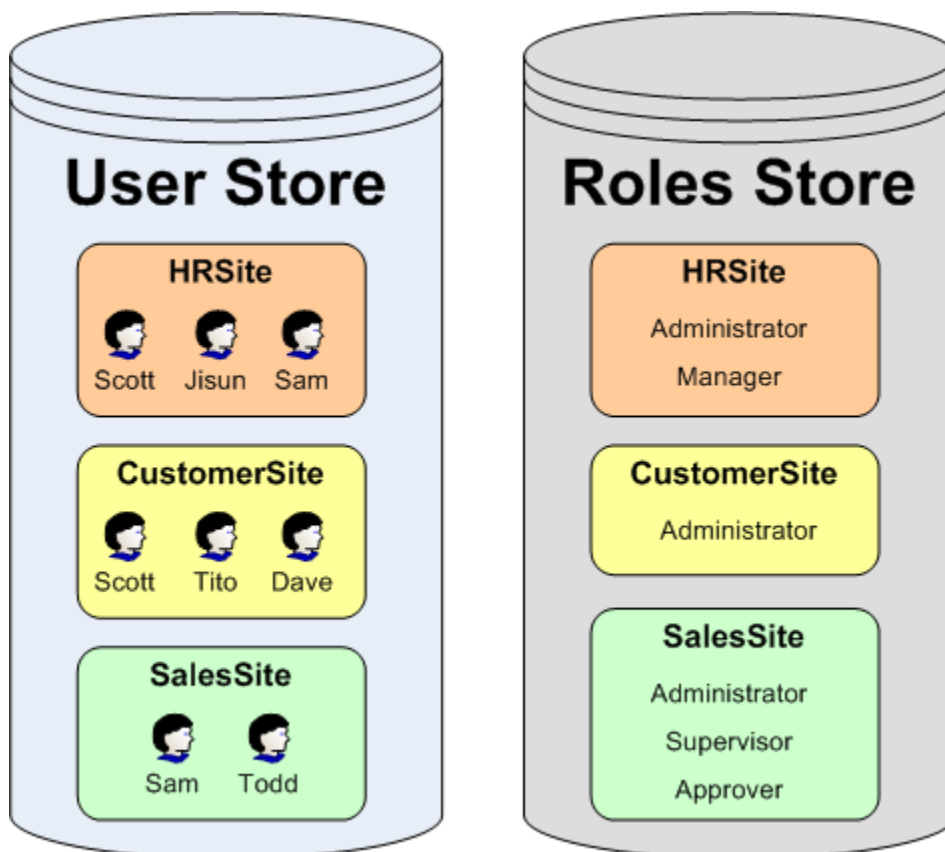 User Store
HRSite
Scott Jisun Sam
CustomerSite
Scott Tito Dave
SalesSite
Sam Todd
Roles Store
HRSite
Administrator
Manager
CustomerSite
Administrator
SalesSite
Administrator
Supervisor
Approver